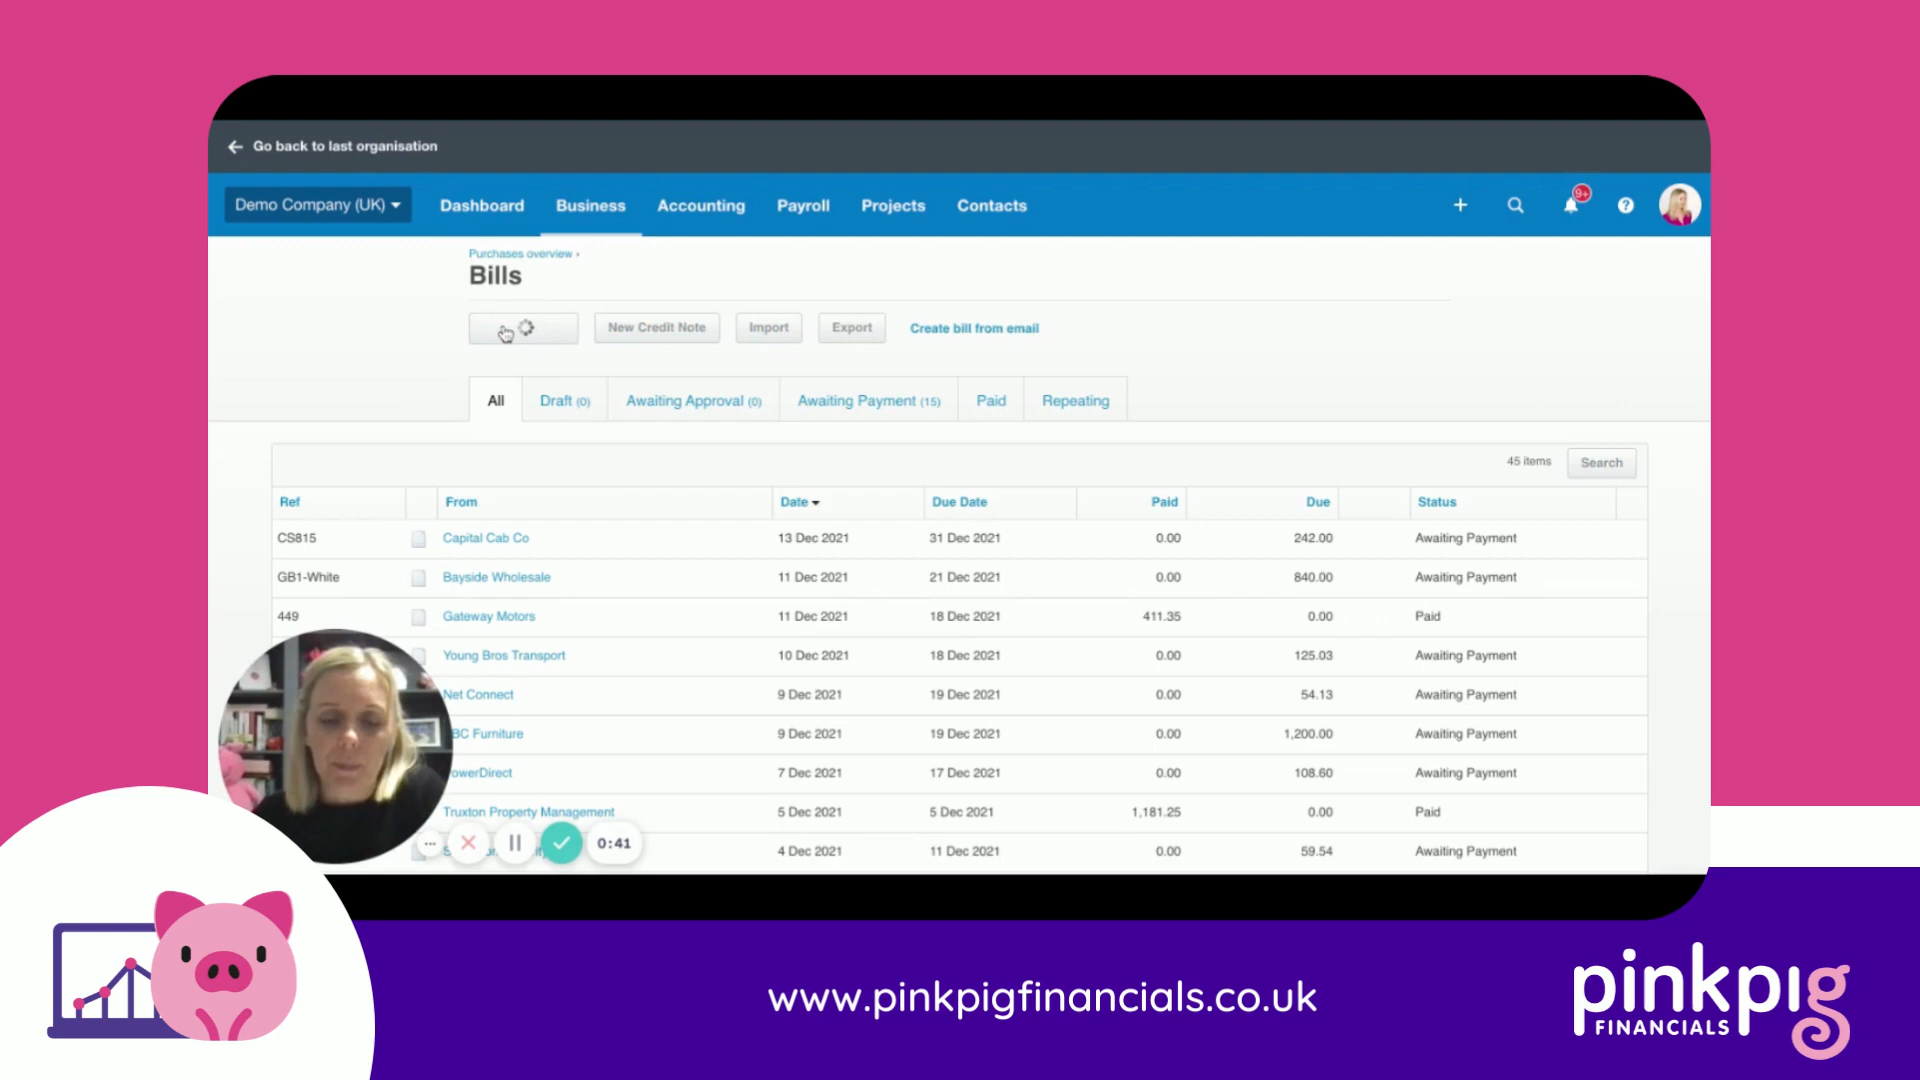 Go back to last organisation
Demo Company (UK) Dashboard Business Accounting Payroll Projects Contacts 9+
Purchases overview ›
Bills
New Credit Note Import Export Create bill from email
All Draft (0) Awaiting Approval (0) Awaiting Payment (15) Paid Repeating
45 items Search
Ref From Date Due Date Paid Due Status
CS815 Capital Cab Co 13 Dec 2021 31 Dec 2021 0.00 242.00 Awaiting Payment
GB1-White Bayside Wholesale 11 Dec 2021 21 Dec 2021 0.00 840.00 Awaiting Payment
449 Gateway Motors 11 Dec 2021 18 Dec 2021 411.35 0.00 Paid
Young Bros Transport 10 Dec 2021 18 Dec 2021 0.00 125.03 Awaiting Payment
Net Connect 9 Dec 2021 19 Dec 2021 0.00 54.13 Awaiting Payment
BC Furniture 9 Dec 2021 19 Dec 2021 0.00 1,200.00 Awaiting Payment
owerDirect 7 Dec 2021 17 Dec 2021 0.00 108.60 Awaiting Payment
Truxton Property Management 5 Dec 2021 5 Dec 2021 1,181.25 0.00 Paid
4 Dec 2021 11 Dec 2021 0.00 59.54 Awaiting Payment
0:41
www.pinkpigfinancials.co.uk
pinkpig
FINANCIALS